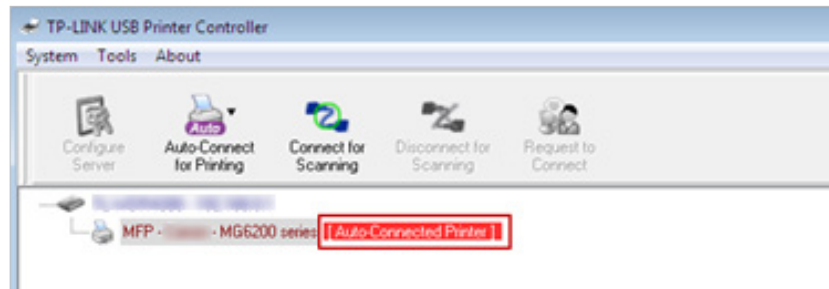 TP-LINK USB Printer Controller
System Tools About
Auto
Configure Server
Auto-Connect for Printing
Connect for Scanning
Disconnect for Scanning
Request to Connect
MFP - - MG6200 series [ Auto-Connected Printer ]